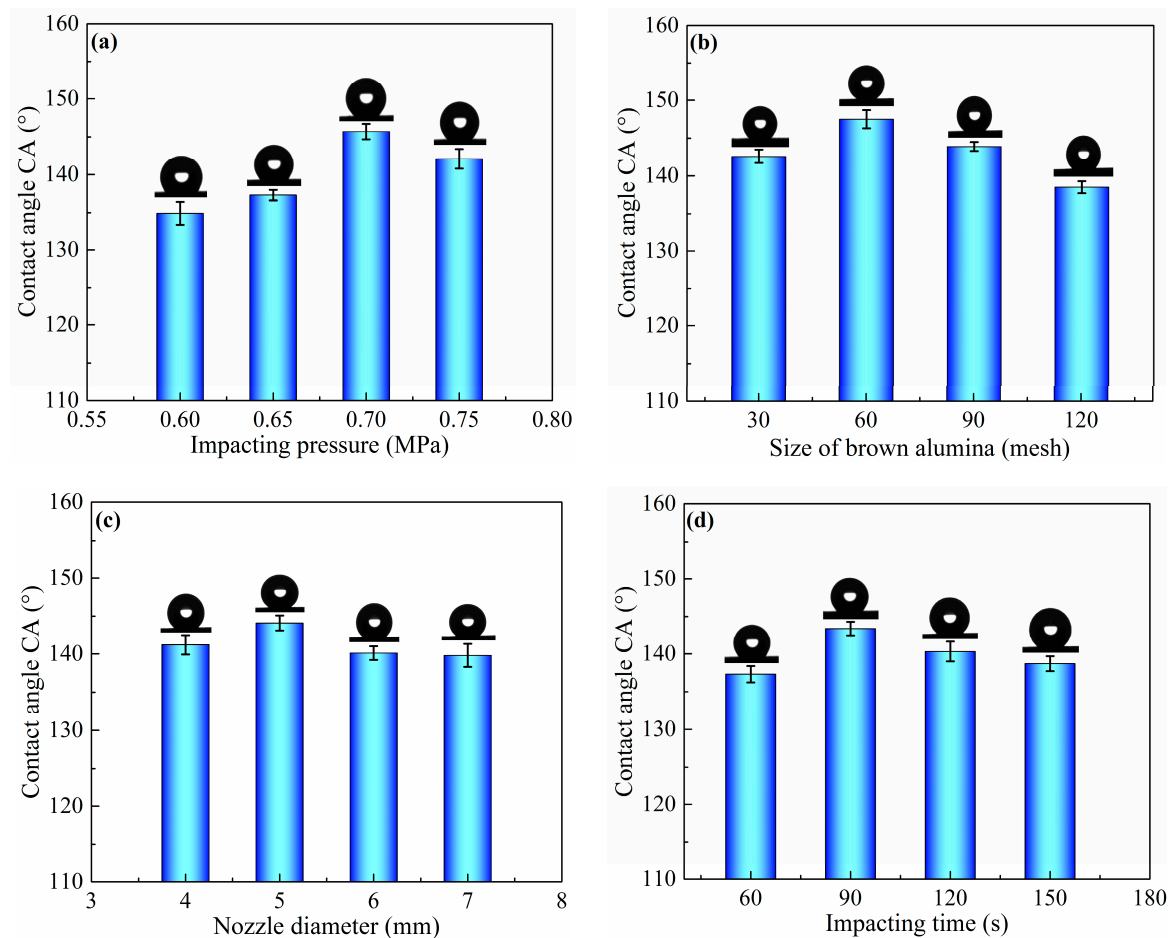 (a)
Contact angle CA (°)
160
150
140
130
120
110
0.55 0.60 0.65 0.70 0.75 0.80
Impacting pressure (MPa)
(b)
Contact angle CA (°)
160
150
140
130
120
110
30 60 90 120
Size of brown alumina (mesh)
(c)
Contact angle CA (°)
160
150
140
130
120
110
3 4 5 6 7 8
Nozzle diameter (mm)
(d)
Contact angle CA (°)
160
150
140
130
120
110
60 90 120 150 180
Impacting time (s)